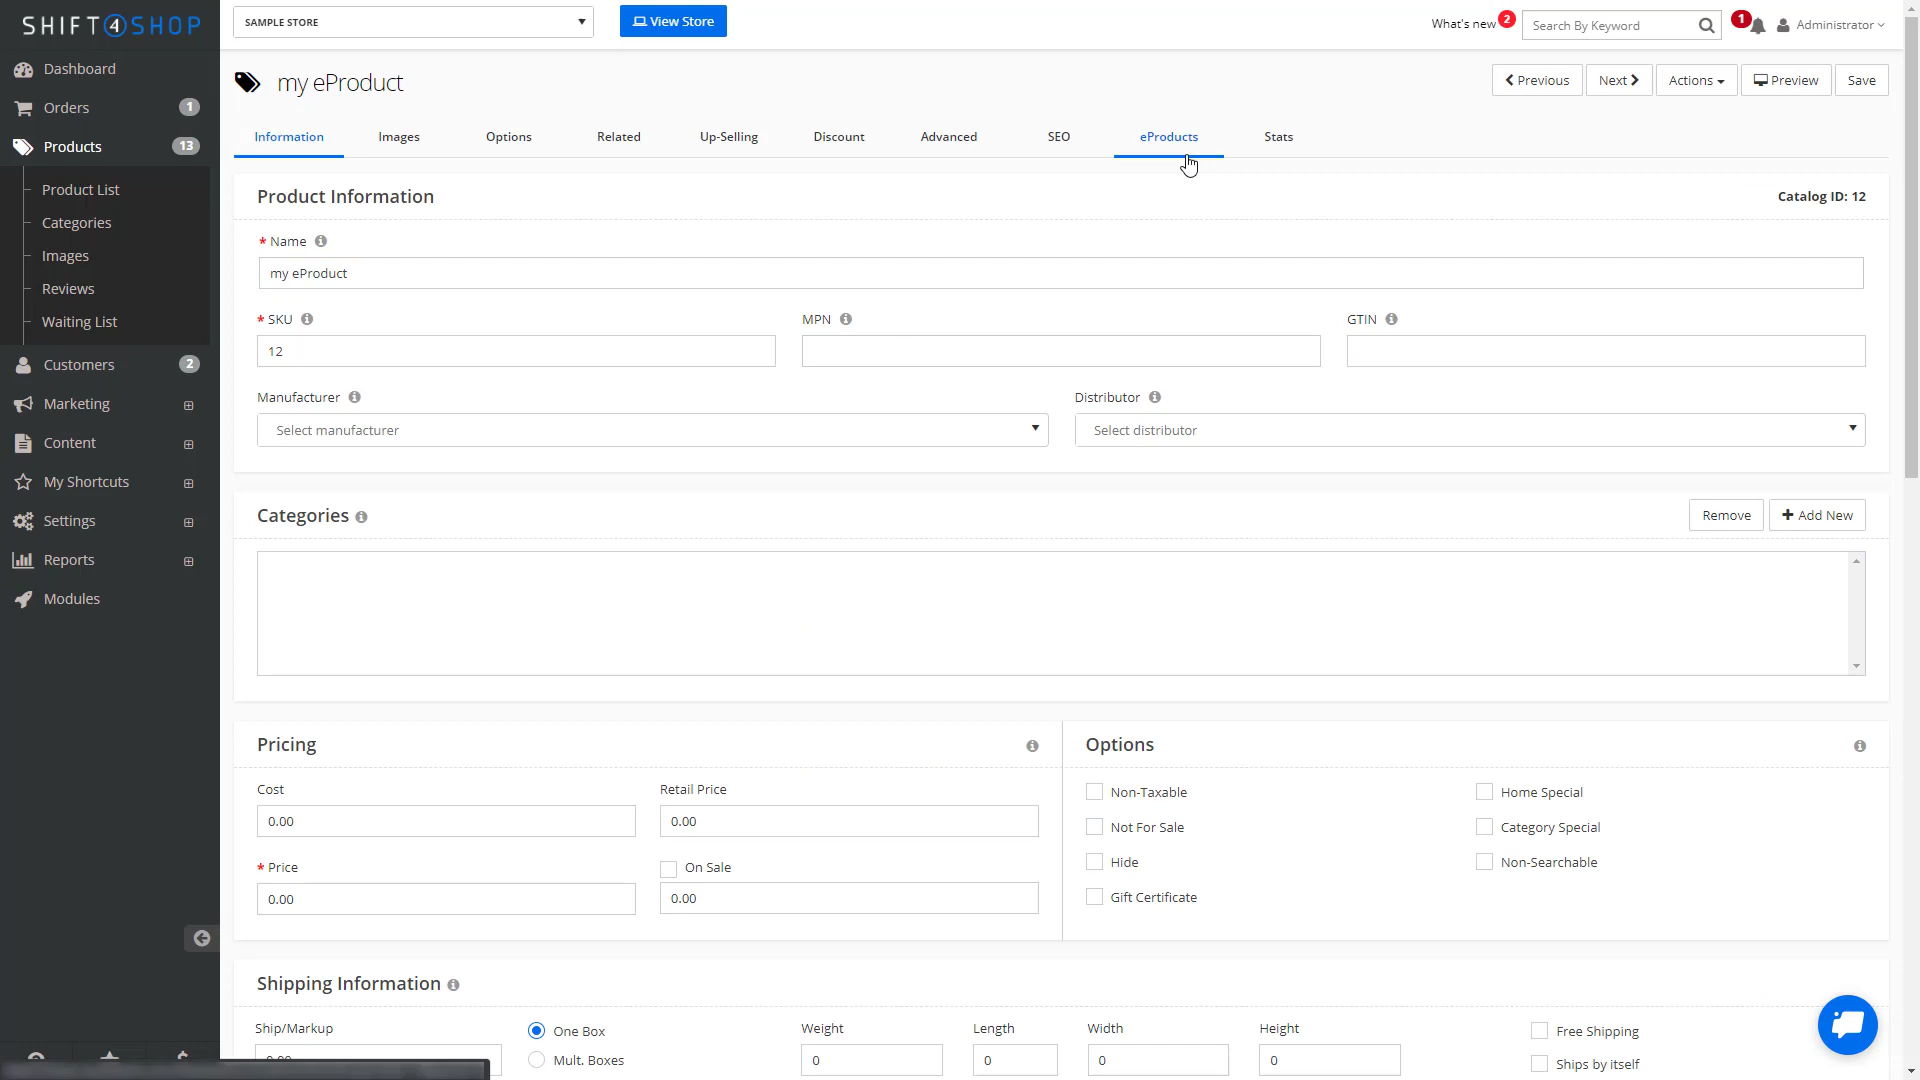 SHIFT4SHOP
SAMPLE STORE
View Store
What's new 2
Search By Keyword
1
Administrator
Dashboard
Orders 1
Products 13
Product List
Categories
Images
Reviews
Waiting List
Customers 2
Marketing
Content
My Shortcuts
Settings
Reports
Modules
my eProduct
Previous
Next
Actions
Preview
Save
Information
Images
Options
Related
Up-Selling
Discount
Advanced
SEO
eProducts
Stats
Product Information
Catalog ID: 12
* Name
my eProduct
* SKU
MPN
GTIN
12
Manufacturer
Distributor
Select manufacturer
Select distributor
Categories
Remove
Add New
Pricing
Cost
Retail Price
0.00
0.00
* Price
On Sale
0.00
0.00
Options
Non-Taxable
Home Special
Not For Sale
Category Special
Hide
Non-Searchable
Gift Certificate
Shipping Information
Ship/Markup
One Box
Weight
Length
Width
Height
Free Shipping
0.00
Mult. Boxes
0
0
0
0
Ships by itself